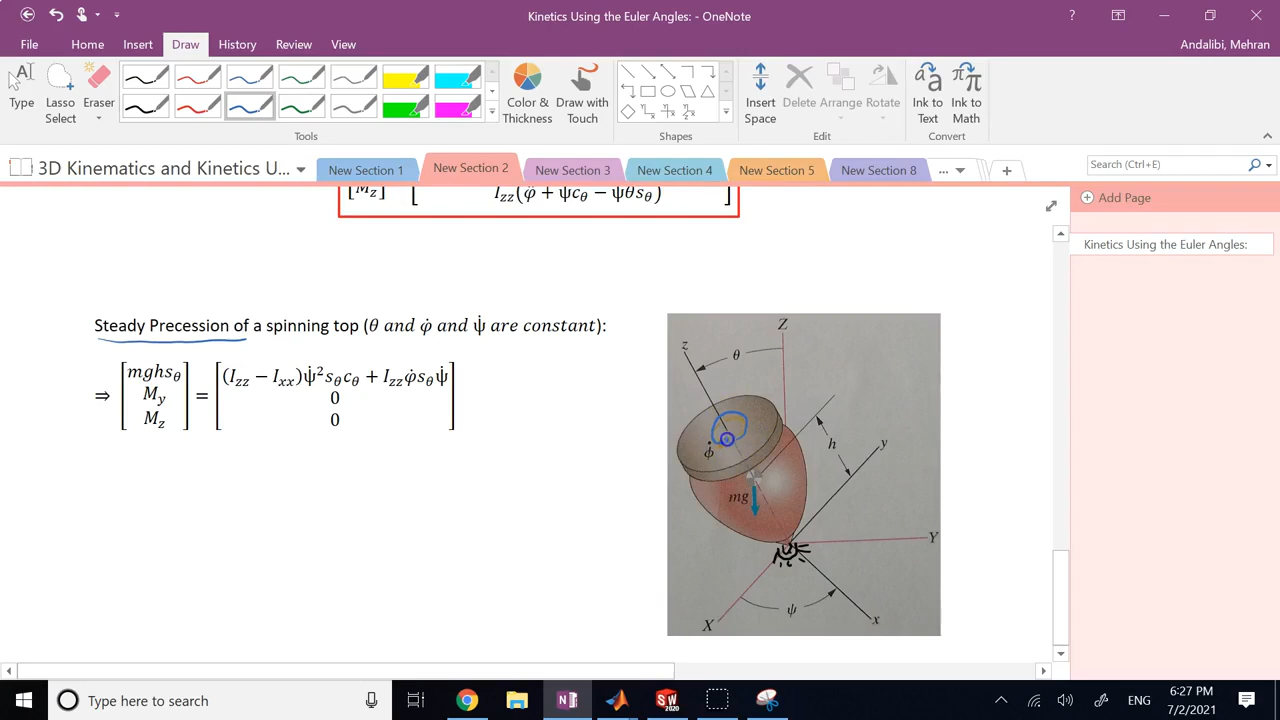 Kinetics Using the Euler Angles: - OneNote
File Home Insert Draw History Review View
Andalibi, Mehran
Type
Lasso Select
Eraser
Color & Thickness
Draw with Touch
Insert Space
Delete
Arrange
Rotate
Ink to Text
Ink to Math
Tools
Shapes
Edit
Convert
3D Kinematics and Kinetics U...
New Section 1
New Section 2
New Section 3
New Section 4
New Section 5
New Section 8
...
Search (Ctrl+E)
Add Page
Kinetics Using the Euler Angles:
Steady Precession of a spinning top (θ and φ̇ and ψ̇ are constant):
⇒ [mghs_θ M_y M_z] = [(I_zz − I_xx)ψ̇²s_θc_θ + I_zzφ̇s_θψ̇ 0 0]
Z
z
θ
h
y
φ̇
mg
Y
ψ
X
x
Type here to search
ENG
6:27 PM
7/2/2021